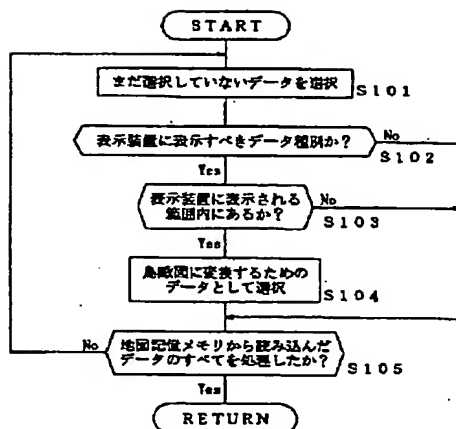 START
まだ選択していないデータを選択
S101
表示装置に表示すべきデータ種別か?
No
S102
Yes
表示装置に表示される
範囲内にあるか?
No
S103
Yes
鳥瞰図に変換するための
データとして選択
S104
No
地図記憶メモリから読み込んだ
データのすべてを処理したか?
S105
Yes
RETURN